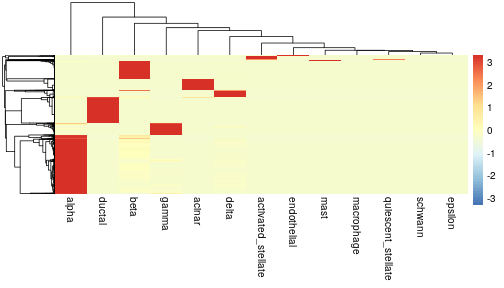 3
2
1
0
-1
-2
-3
alpha
ductal
beta
gamma
acinar
delta
activated_stellate
endothelial
mast
macrophage
quiescent_stellate
schwann
epsilon